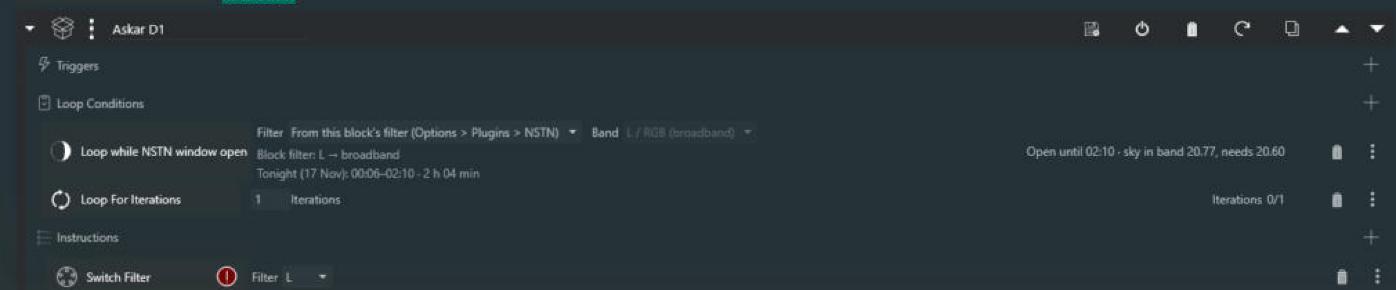 Askar D1
Triggers
Loop Conditions
Filter From this block's filter (Options > Plugins > NSTN) Band L / RGB (broadband)
Loop while NSTN window open Block filter: L → broadband Open until 02:10 - sky in band 20.77, needs 20.60
Tonight (17 Nov): 00:06–02:10 · 2 h 04 min
Loop For Iterations 1 Iterations Iterations 0/1
Instructions
Switch Filter Filter L